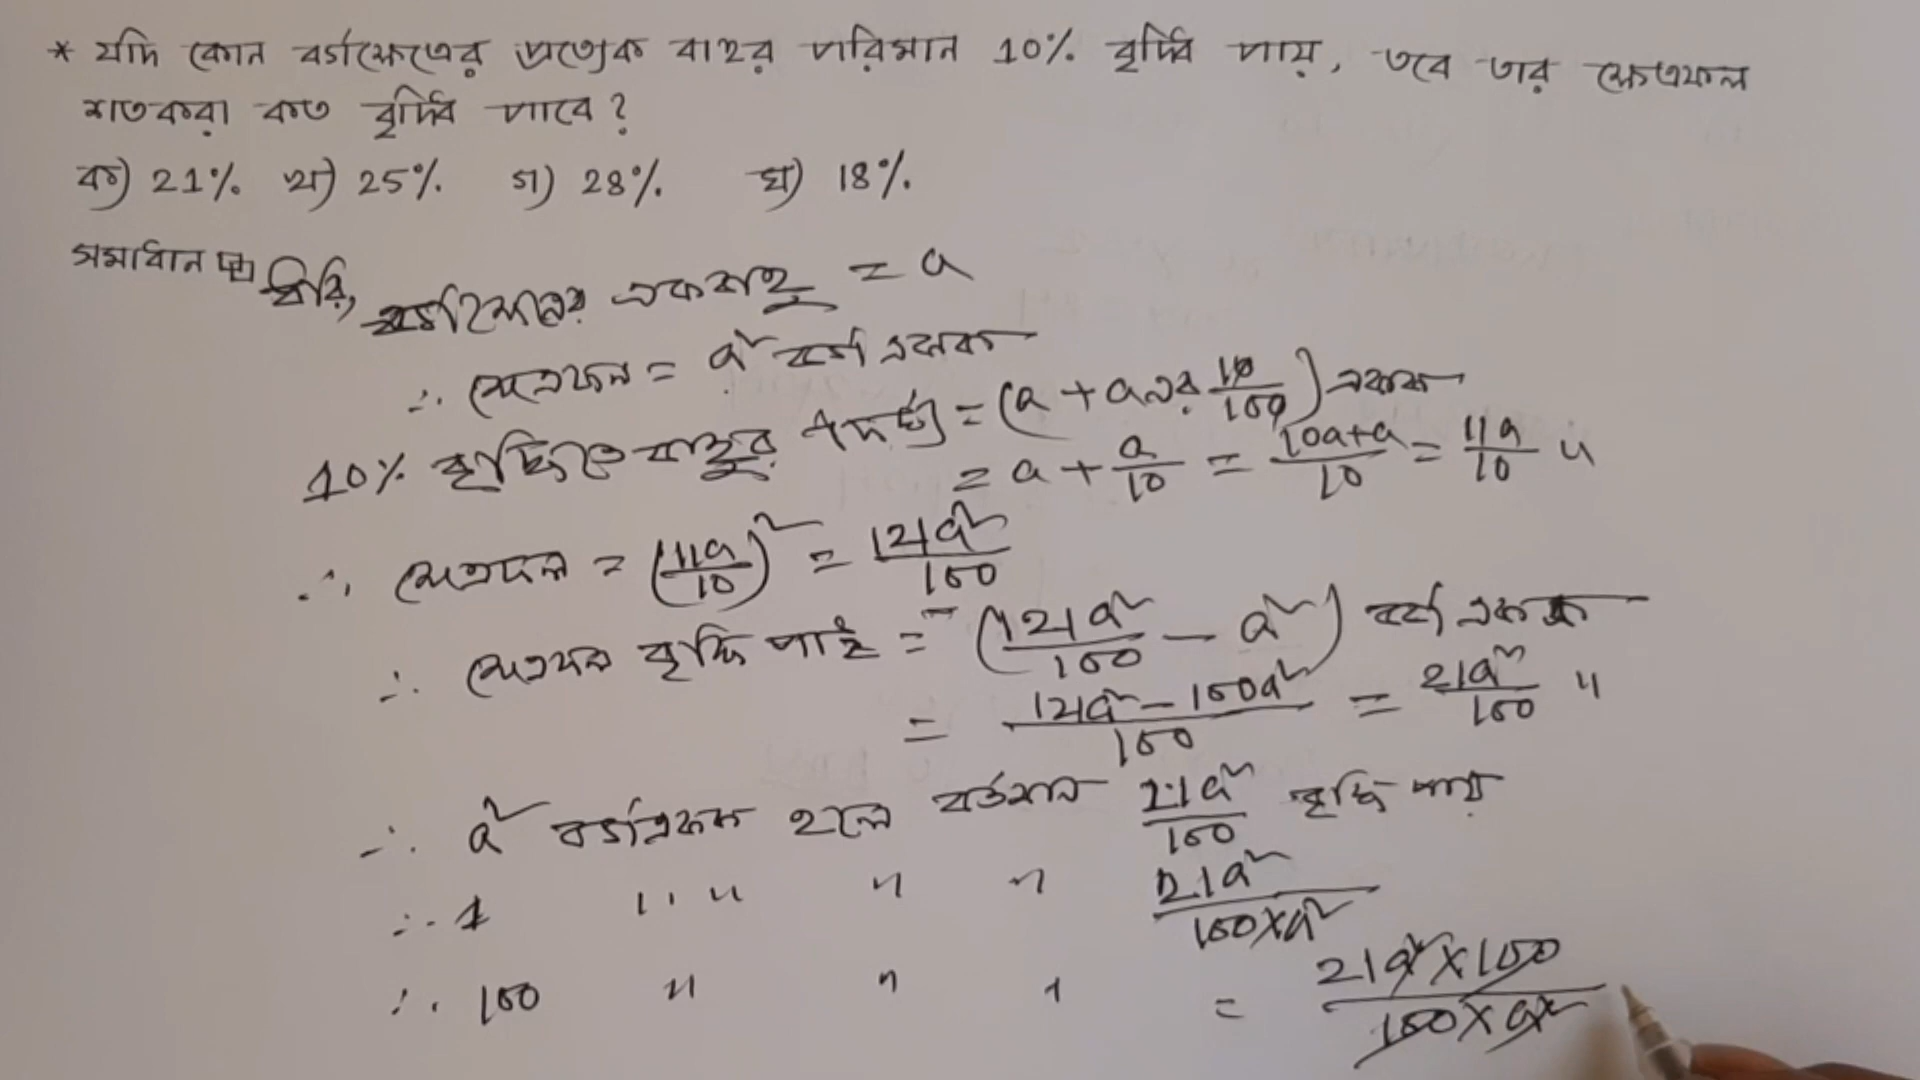 * যদি কোন বর্গক্ষেত্রের প্রত্যেক বাহুর পরিমান 10% বৃদ্ধি পায়, তবে তার ক্ষেত্রফল
শতকরা কত বৃদ্ধি পাবে?
ক) 21% খ) 25% গ) 28% ঘ) 18%
সমাধান ধরি, বর্গক্ষেত্রের একবাহু = a
∴ ক্ষেত্রফল = a² বর্গ একক
10% বৃদ্ধিতে বাহুর দৈর্ঘ্য = (a + a এর 10/100) একক
= a + a/10 = (10a+a)/10 = 11a/10 "
∴ ক্ষেত্রফল = (11a/10)² = 121a²/100
∴ ক্ষেত্রফল বৃদ্ধি পাই = (121a²/100 − a²) বর্গ একক
= (121a² − 100a²)/100 = 21a²/100 "
∴ a² বর্গ একক হলে বর্তমান 21a²/100 বৃদ্ধি পায়
∴ 1 " " " " 21a²/(100×a²)
∴ 100 " " " = (21a²×100)/(100×a²)